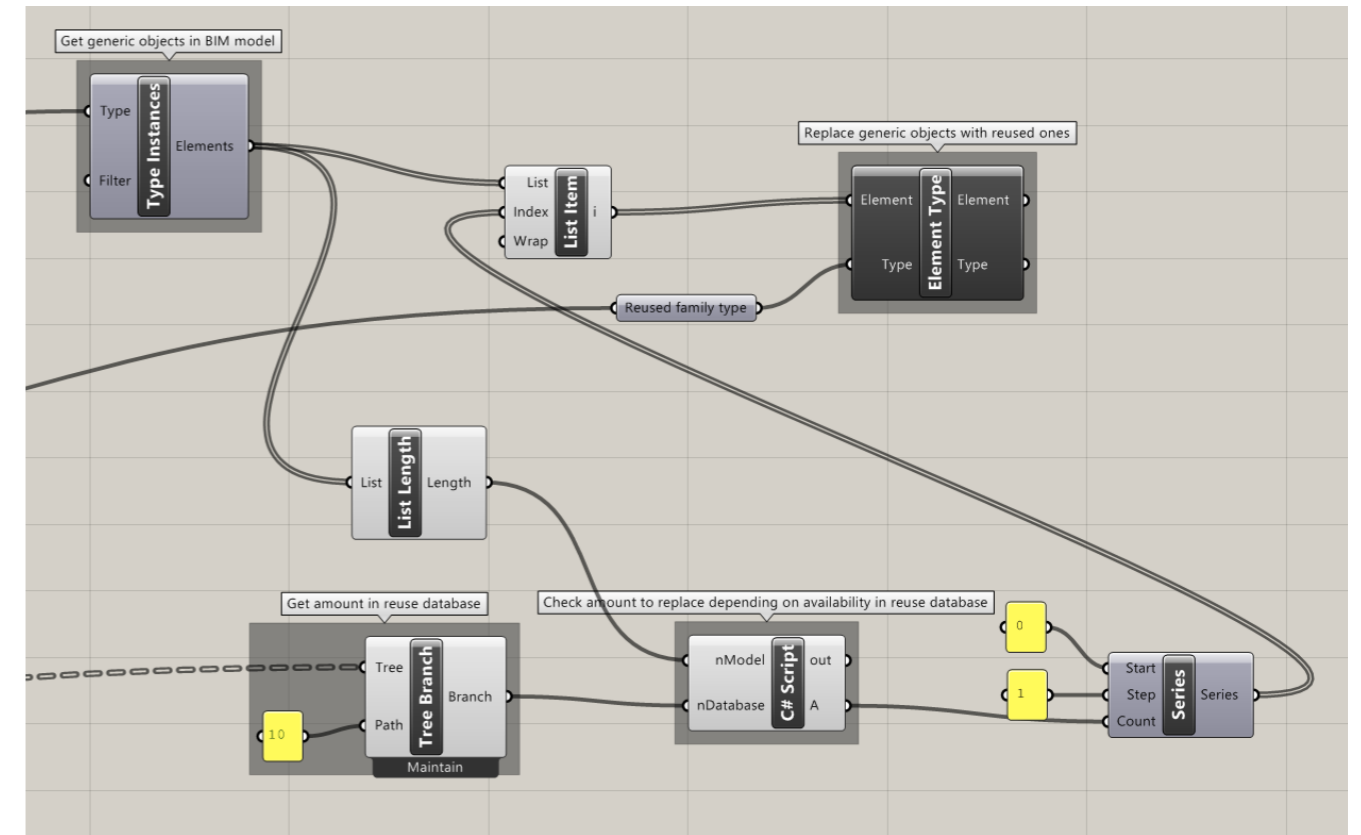 Get generic objects in BIM model
Type
Filter
Type Instances
Elements
List
Index
Wrap
List Item
i
Replace generic objects with reused ones
Element
Type
Element Type
Element
Type
Reused family type
List
List Length
Length
Get amount in reuse database
Tree
Path
Tree Branch
Branch
Maintain
10
Check amount to replace depending on availability in reuse database
nModel
nDatabase
C# Script
out
A
0
1
Start
Step
Count
Series
Series